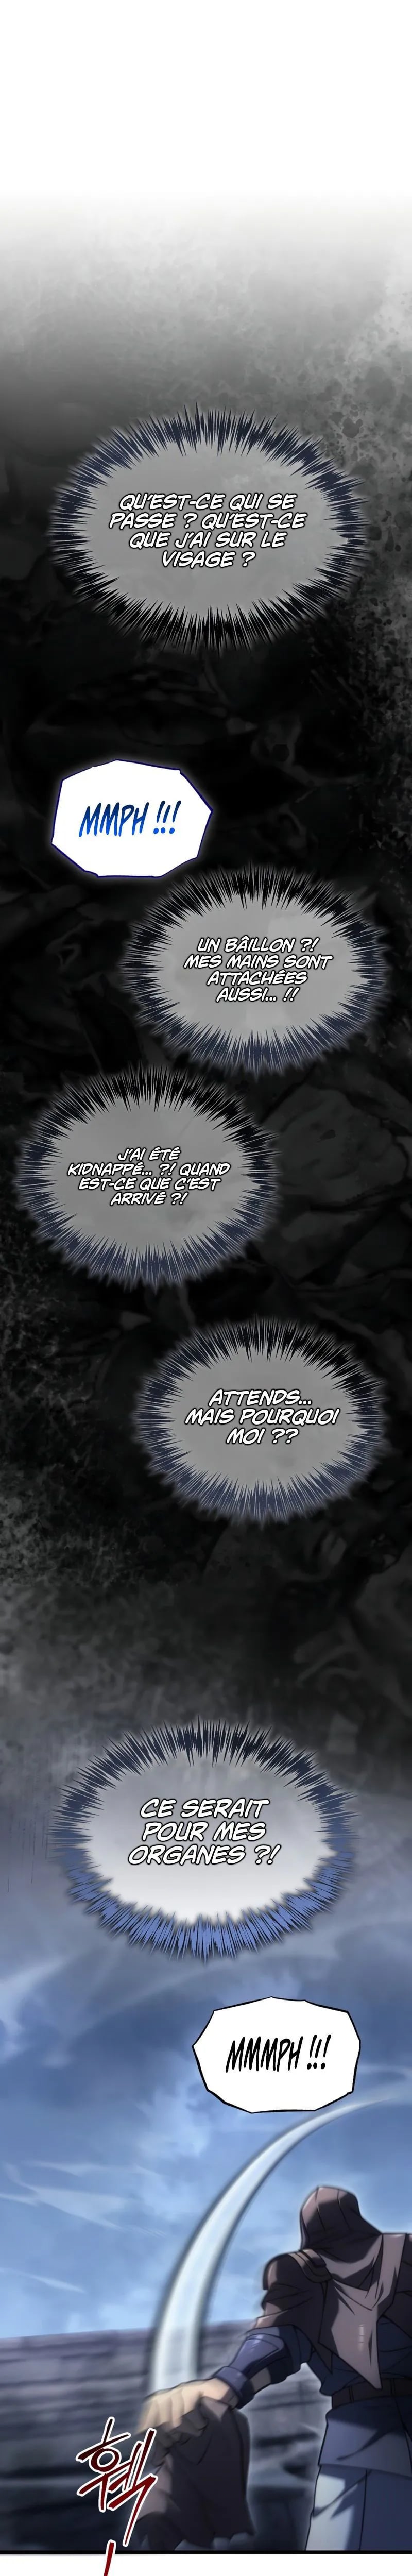 QU'EST-CE QUI SE
PASSE ? QU'EST-CE
QUE J'AI SUR LE
VISAGE ?
MMPH !!!
UN BÂILLON ?!
MES MAINS SONT
ATTACHÉES
AUSSI... !!
J'AI ÉTÉ
KIDNAPPÉ... ?! QUAND
EST-CE QUE C'EST
ARRIVÉ ?!
ATTENDS...
MAIS POURQUOI
MOI ??
CE SERAIT
POUR MES
ORGANES ?!
MMMPH !!!
훽